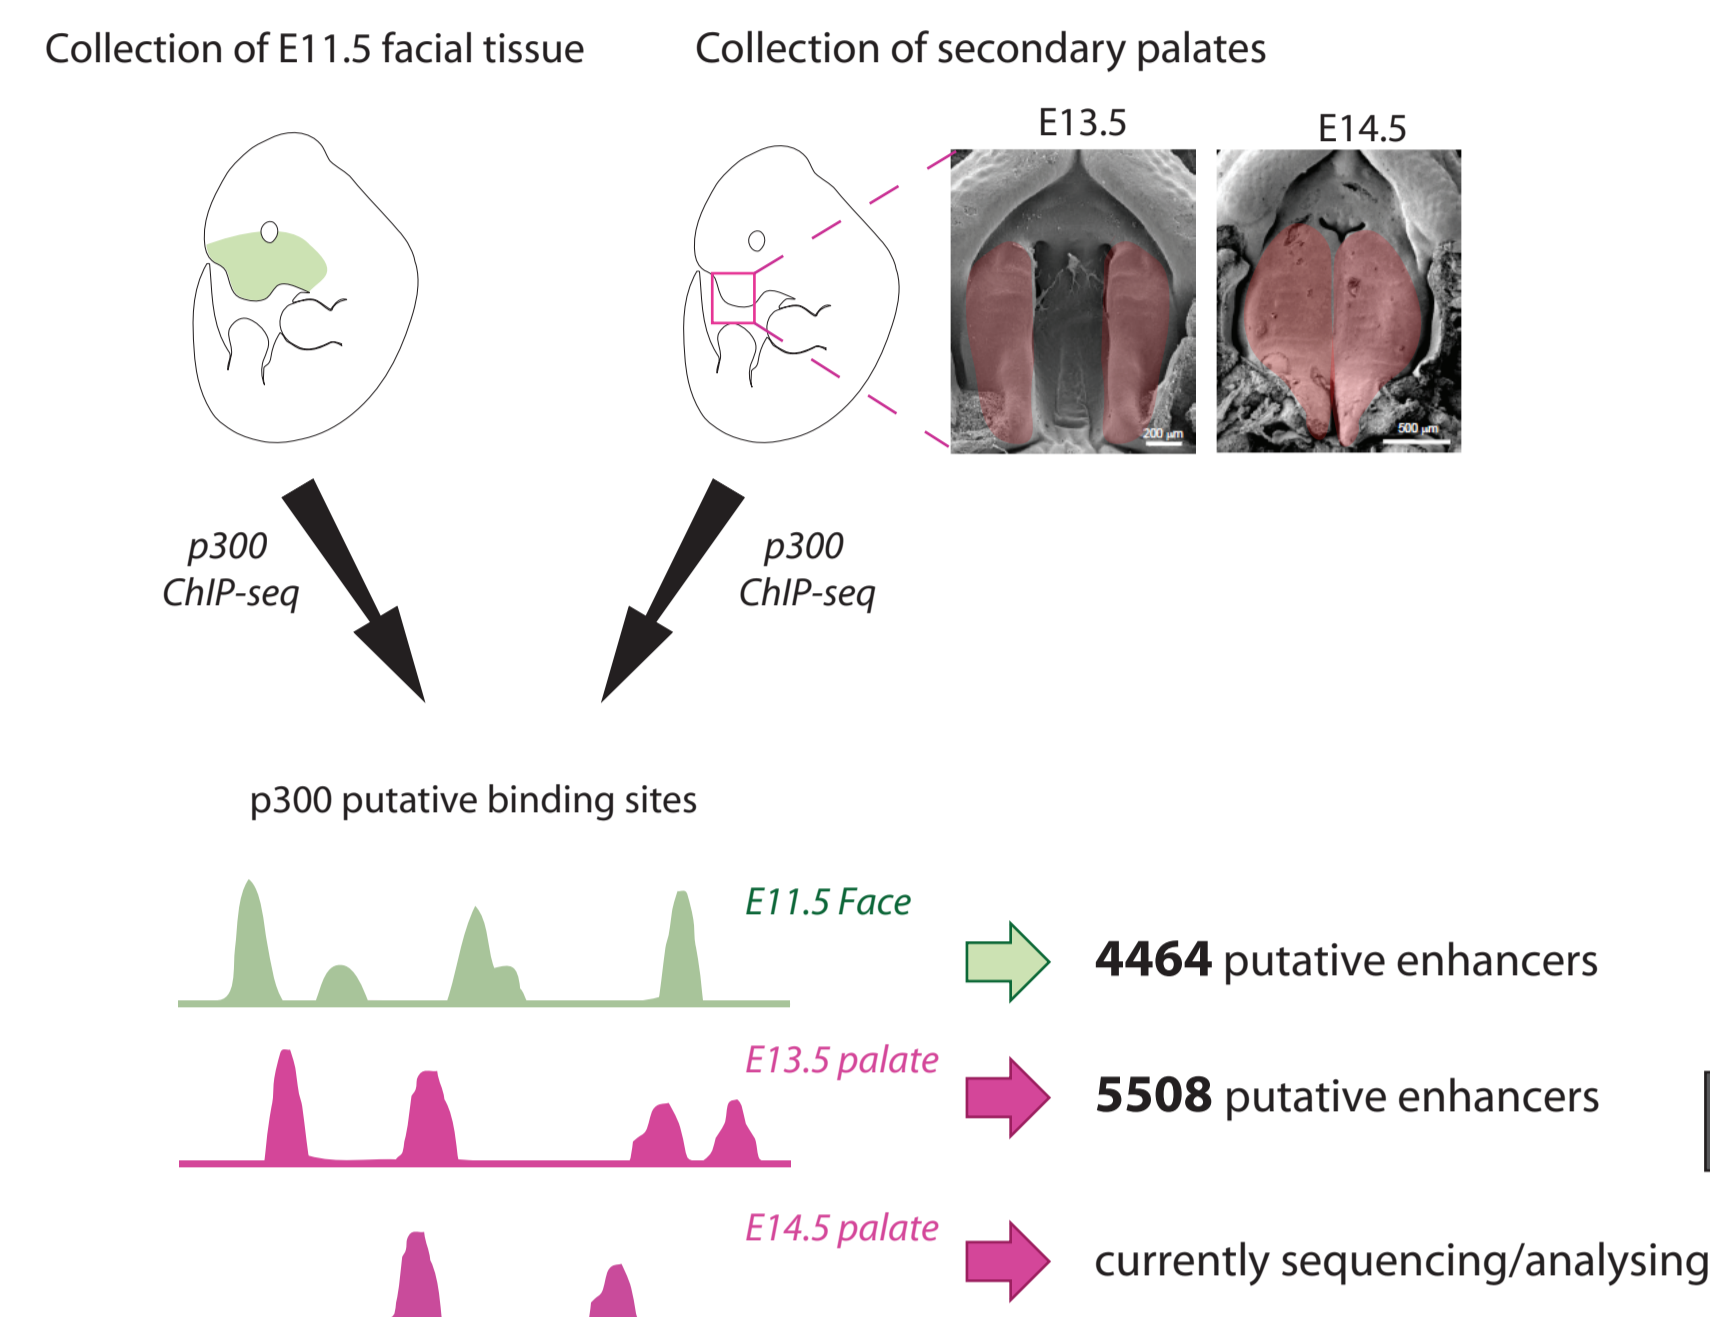 Collection of E11.5 facial tissue
Collection of secondary palates
E13.5
E14.5
200 μm
500 μm
p300
ChIP-seq
p300
ChIP-seq
p300 putative binding sites
E11.5 Face
4464 putative enhancers
E13.5 palate
5508 putative enhancers
E14.5 palate
currently sequencing/analysing